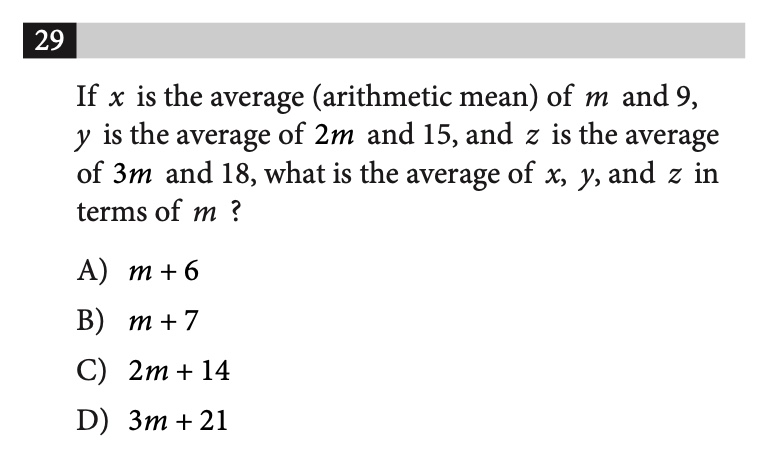 29
If x is the average (arithmetic mean) of m and 9,
y is the average of 2m and 15, and z is the average
of 3m and 18, what is the average of x, y, and z in
terms of m ?
A) m + 6
B) m + 7
C) 2m + 14
D) 3m + 21